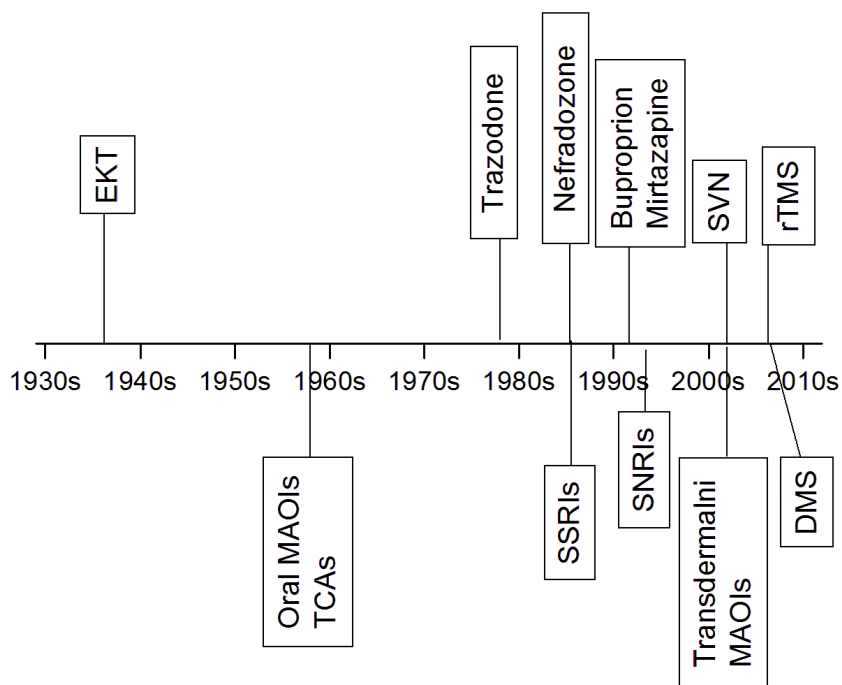 EKT
Trazodone
Nefradozone
Buproprion
Mirtazapine
SVN
rTMS
1930s
1940s
1950s
1960s
1970s
1980s
1990s
2000s
2010s
Oral MAOIs
TCAs
SSRIs
SNRIs
Transdermalni
MAOIs
DMS